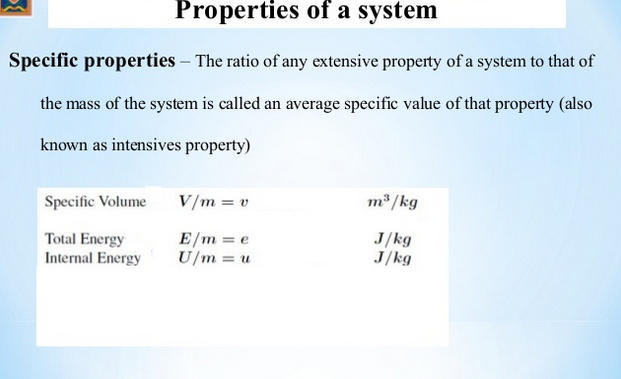 Properties of a system
Specific properties – The ratio of any extensive property of a system to that of
the mass of the system is called an average specific value of that property (also
known as intensives property)
Specific Volume V/m = v m³/kg
Total Energy E/m = e J/kg
Internal Energy U/m = u J/kg